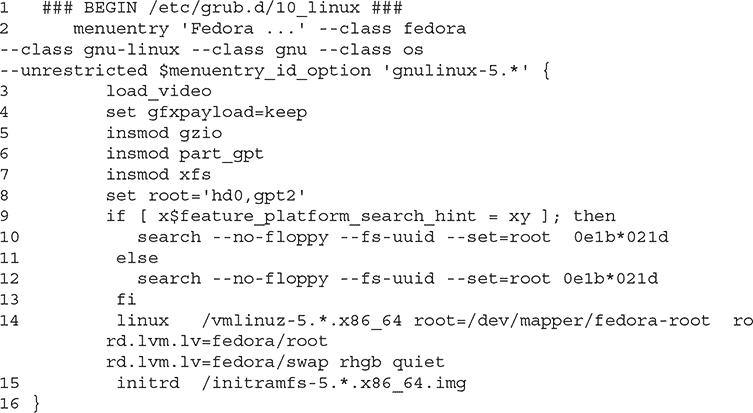 1 ### BEGIN /etc/grub.d/10_linux ###
2 menuentry 'Fedora ...' --class fedora
--class gnu-linux --class gnu --class os
--unrestricted $menuentry_id_option 'gnulinux-5.*' {
3 load_video
4 set gfxpayload=keep
5 insmod gzio
6 insmod part_gpt
7 insmod xfs
8 set root='hd0,gpt2'
9 if [ x$feature_platform_search_hint = xy ]; then
10 search --no-floppy --fs-uuid --set=root 0e1b*021d
11 else
12 search --no-floppy --fs-uuid --set=root 0e1b*021d
13 fi
14 linux /vmlinuz-5.*.x86_64 root=/dev/mapper/fedora-root ro
rd.lvm.lv=fedora/root
rd.lvm.lv=fedora/swap rhgb quiet
15 initrd /initramfs-5.*.x86_64.img
16 }